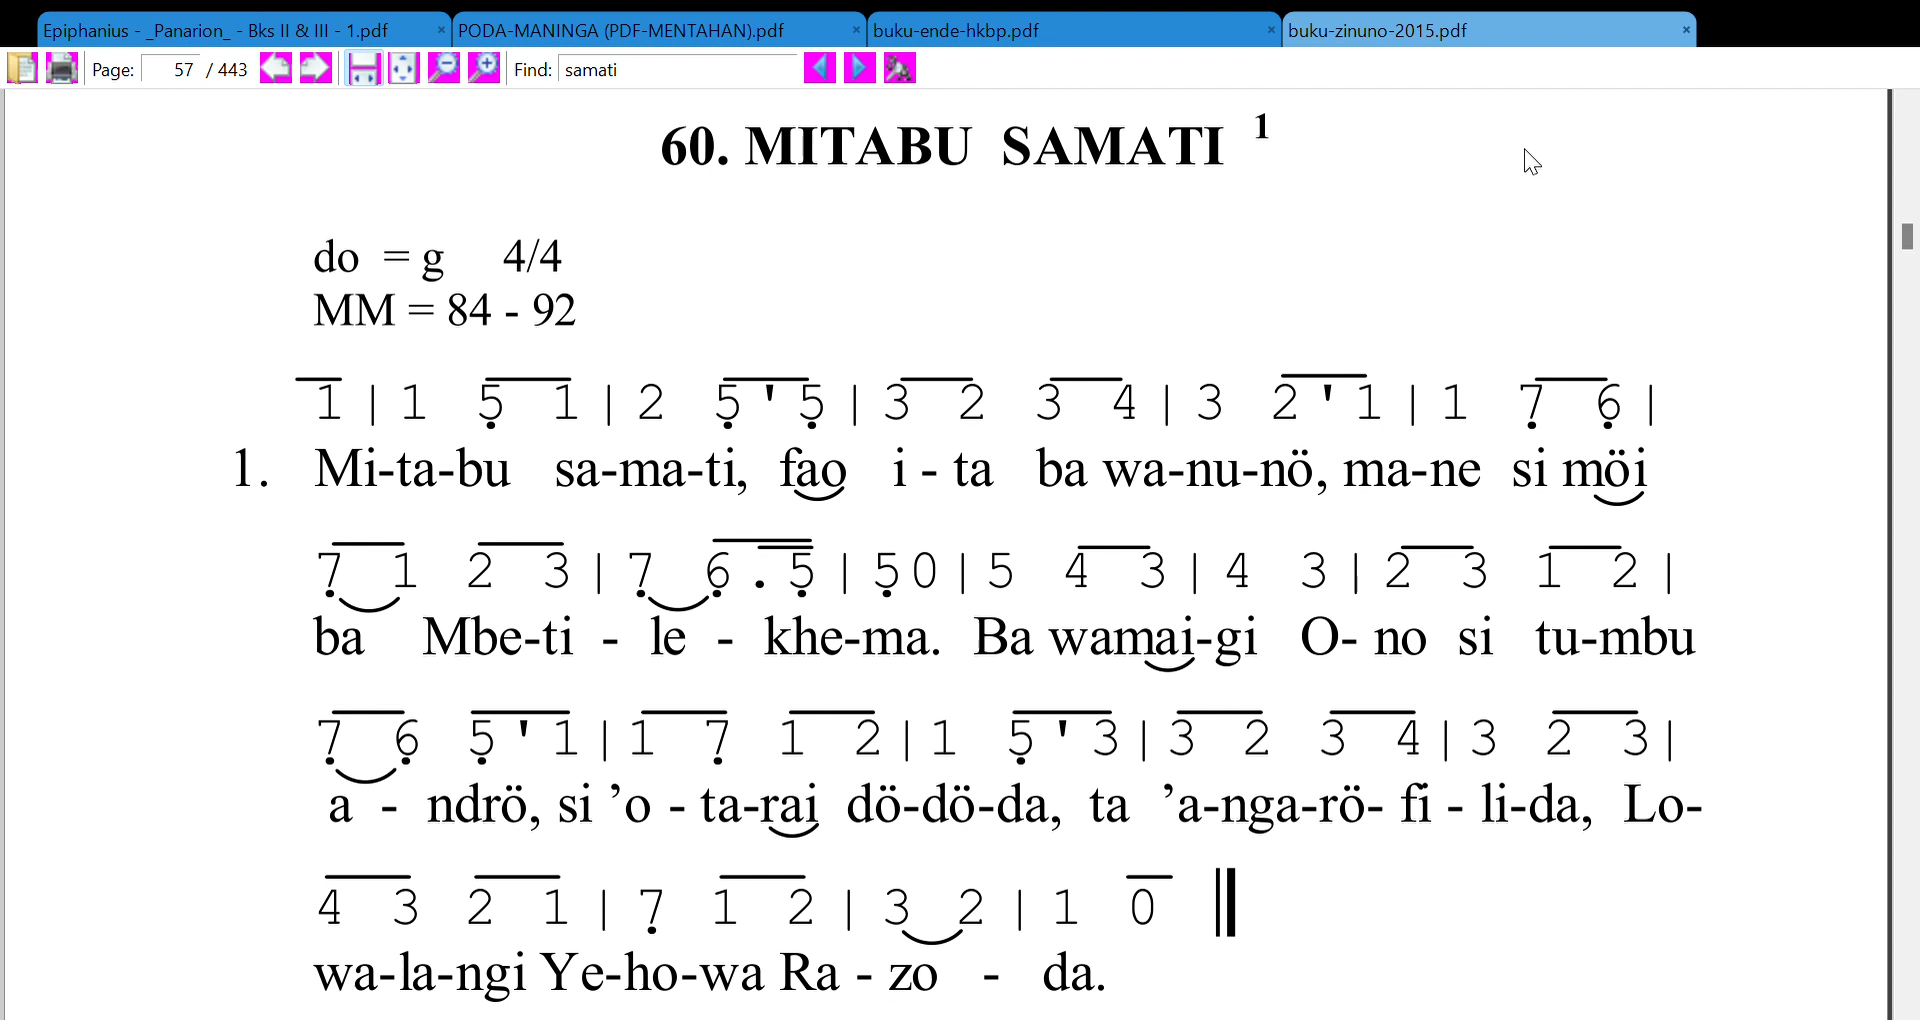 Epiphanius - _Panarion_ - Bks II & III - 1.pdf × PODA-MANINGA (PDF-MENTAHAN).pdf × buku-ende-hkbp.pdf × buku-zinuno-2015.pdf ×
Page: 57 / 443 Find: samati
60. MITABU SAMATI 1
do = g 4/4
MM = 84 - 92
1 | 1 5̣ 1 | 2 5̣ ' 5̣ | 3 2 3 4 | 3 2 ' 1 | 1 7̣ 6̣ |
1. Mi-ta-bu sa-ma-ti, fao i - ta ba wa-nu-nö, ma-ne si möi
7̣ 1 2 3 | 7̣ 6̣ . 5̣ | 5̣ 0 | 5 4 3 | 4 3 | 2 3 1 2 |
ba Mbe-ti - le - khe-ma. Ba wamai-gi O- no si tu-mbu
7̣ 6̣ 5̣ ' 1 | 1 7̣ 1 2 | 1 5̣ ' 3 | 3 2 3 4 | 3 2 3 |
a - ndrö, si ’o - ta-rai dö-dö-da, ta ’a-nga-rö- fi - li-da, Lo-
4 3 2 1 | 7̣ 1 2 | 3 2 | 1 0 ||
wa-la-ngi Ye-ho-wa Ra - zo - da.